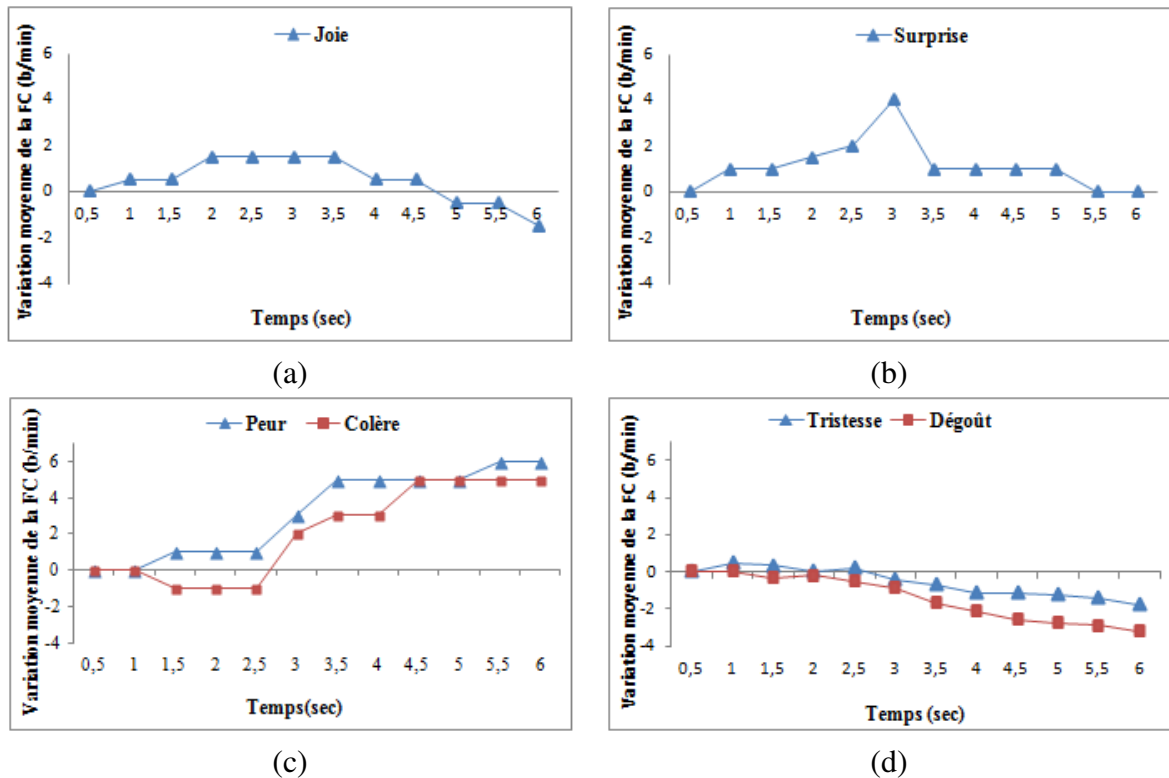 Joie
Variation moyenne de la FC (b/min)
6
4
2
0
-2
-4
0,5 1 1,5 2 2,5 3 3,5 4 4,5 5 5,5 6
Temps (sec)
(a)
Surprise
Variation moyenne de la FC (b/min)
6
4
2
0
-2
-4
0,5 1 1,5 2 2,5 3 3,5 4 4,5 5 5,5 6
Temps (sec)
(b)
Peur Colère
Variation moyenne de la FC (b/min)
6
4
2
0
-2
-4
0,5 1 1,5 2 2,5 3 3,5 4 4,5 5 5,5 6
Temps(sec)
(c)
Tristesse Dégoût
Variation moyenne de la FC (b/min)
6
4
2
0
-2
-4
0,5 1 1,5 2 2,5 3 3,5 4 4,5 5 5,5 6
Temps (sec)
(d)